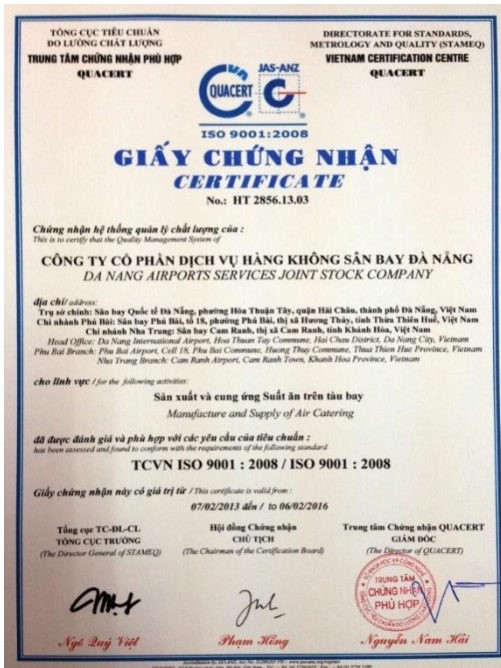 TỔNG CỤC TIÊU CHUẨN
ĐO LƯỜNG CHẤT LƯỢNG
TRUNG TÂM CHỨNG NHẬN PHÙ HỢP
QUACERT
DIRECTORATE FOR STANDARDS,
METROLOGY AND QUALITY (STAMEQ)
VIETNAM CERTIFICATION CENTRE
QUACERT
JAS-ANZ
QUACERT
ISO 9001:2008
GIẤY CHỨNG NHẬN
CERTIFICATE
No.: HT 2856.13.03
Chứng nhận hệ thống quản lý chất lượng của :
This is to certify that the Quality Management System of
CÔNG TY CỔ PHẦN DỊCH VỤ HÀNG KHÔNG SÂN BAY ĐÀ NẴNG
DA NANG AIRPORTS SERVICES JOINT STOCK COMPANY
địa chỉ/ address:
Trụ sở chính: Sân bay Quốc tế Đà Nẵng, phường Hòa Thuận Tây, quận Hải Châu, thành phố Đà Nẵng, Việt Nam
Chi nhánh Phú Bài: Sân bay Phú Bài, tổ 18, phường Phú Bài, thị xã Hương Thủy, tỉnh Thừa Thiên Huế, Việt Nam
Chi nhánh Nha Trang: Sân bay Cam Ranh, thị xã Cam Ranh, tỉnh Khánh Hòa, Việt Nam
Head Office: Da Nang International Airport, Hoa Thuan Tay Commune, Hai Chau District, Da Nang City, Vietnam
Phu Bai Branch: Phu Bai Airport, Cell 18, Phu Bai Commune, Huong Thuy Commune, Thua Thien Hue Province, Vietnam
Nha Trang Branch: Cam Ranh Airport, Cam Ranh Town, Khanh Hoa Province, Vietnam
cho lĩnh vực / for the following activities:
Sản xuất và cung ứng Suất ăn trên tàu bay
Manufacture and Supply of Air Catering
đã được đánh giá và phù hợp với các yêu cầu của tiêu chuẩn :
has been assessed and found to conform with the requirements of the following standard
TCVN ISO 9001 : 2008 / ISO 9001 : 2008
Giấy chứng nhận này có giá trị từ / This certificate is valid from :
07/02/2013 đến / to 06/02/2016
Tổng cục TC-ĐL-CL
TỔNG CỤC TRƯỞNG
(The Director General of STAMEQ)
Hội đồng Chứng nhận
CHỦ TỊCH
(The Chairman of the Certification Board)
Trung tâm Chứng nhận QUACERT
GIÁM ĐỐC
(The Director of QUACERT)
TRUNG TÂM
CHỨNG NHẬN
PHÙ HỢP
Ngô Quý Việt
Phạm Hồng
Nguyễn Nam Hải